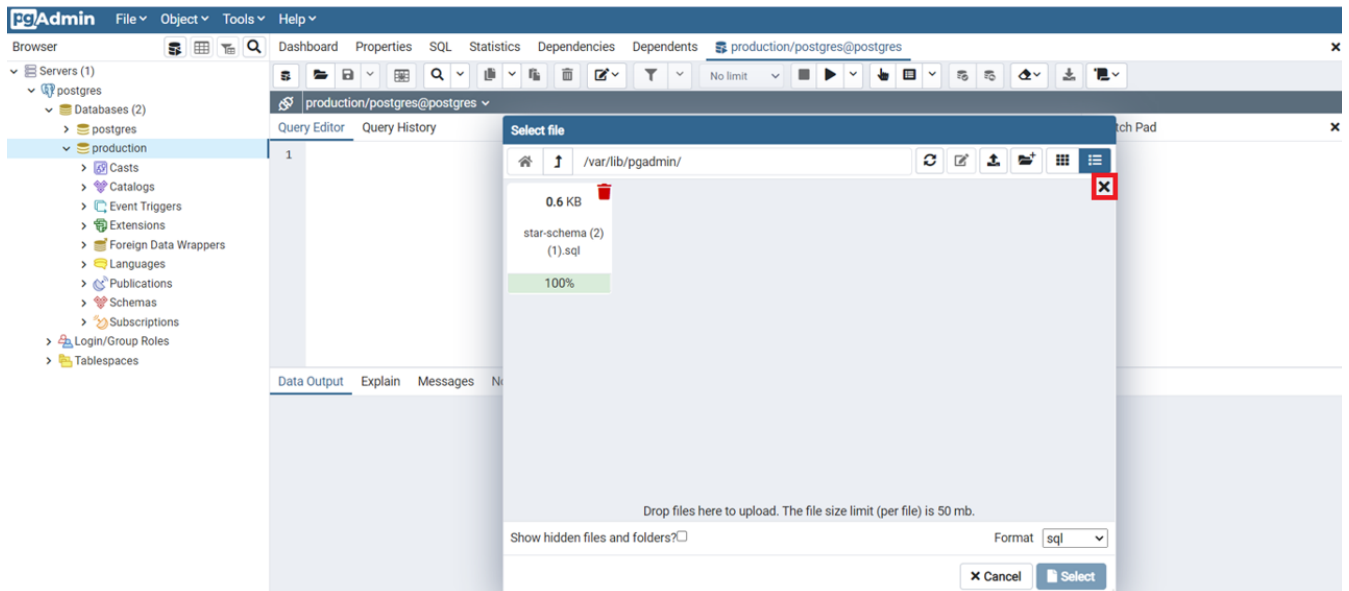 pgAdmin File Object Tools Help
Browser
Dashboard Properties SQL Statistics Dependencies Dependents production/postgres@postgres
Servers (1)
postgres
Databases (2)
postgres
production
Casts
Catalogs
Event Triggers
Extensions
Foreign Data Wrappers
Languages
Publications
Schemas
Subscriptions
Login/Group Roles
Tablespaces
No limit
production/postgres@postgres
Query Editor Query History
tch Pad
1
Select file
/var/lib/pgadmin/
0.6 KB
star-schema (2)
(1).sql
100%
Drop files here to upload. The file size limit (per file) is 50 mb.
Show hidden files and folders?
Format sql
Cancel Select
Data Output Explain Messages